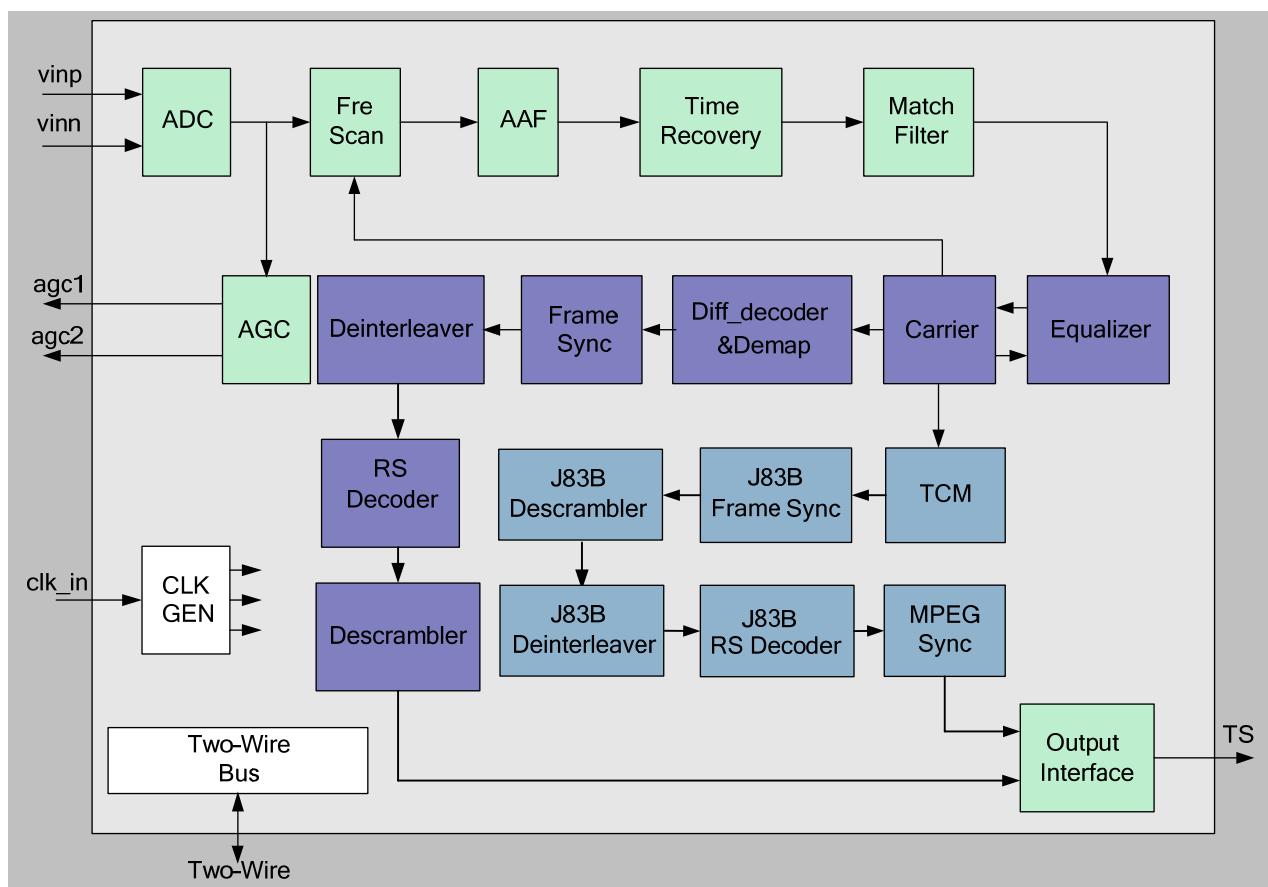 vinp
vinn
ADC
Fre
Scan
AAF
Time
Recovery
Match
Filter
agc1
agc2
AGC
Deinterleaver
Frame
Sync
Diff_decoder
&Demap
Carrier
Equalizer
RS
Decoder
J83B
Descrambler
J83B
Frame Sync
TCM
clk_in
CLK
GEN
Descrambler
J83B
Deinterleaver
J83B
RS Decoder
MPEG
Sync
Two-Wire
Bus
Output
Interface
TS
Two-Wire